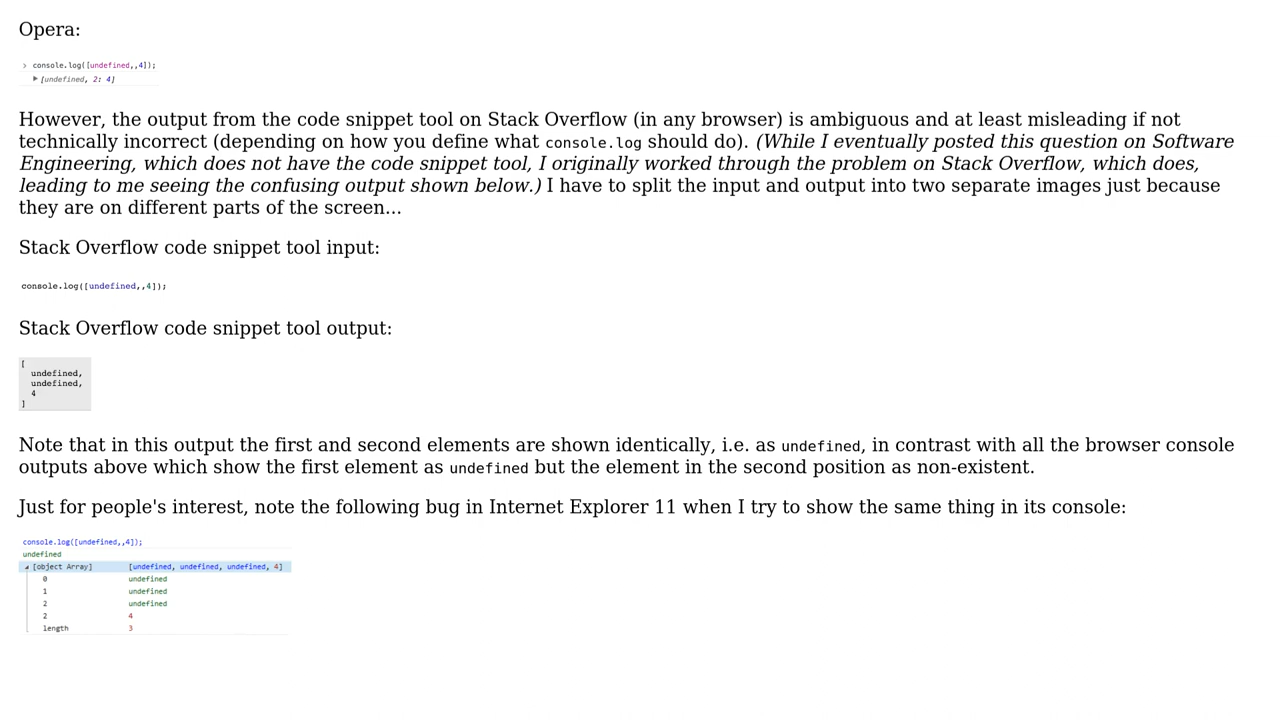 Opera:
> console.log([undefined,,4]);
▶ [undefined, 2: 4]
However, the output from the code snippet tool on Stack Overflow (in any browser) is ambiguous and at least misleading if not
technically incorrect (depending on how you define what console.log should do). (While I eventually posted this question on Software
Engineering, which does not have the code snippet tool, I originally worked through the problem on Stack Overflow, which does,
leading to me seeing the confusing output shown below.) I have to split the input and output into two separate images just because
they are on different parts of the screen...
Stack Overflow code snippet tool input:
console.log([undefined,,4]);
Stack Overflow code snippet tool output:
[
undefined,
undefined,
4
]
Note that in this output the first and second elements are shown identically, i.e. as undefined, in contrast with all the browser console
outputs above which show the first element as undefined but the element in the second position as non-existent.
Just for people's interest, note the following bug in Internet Explorer 11 when I try to show the same thing in its console:
console.log([undefined,,4]);
undefined
[object Array] [undefined, undefined, undefined, 4]
0 undefined
1 undefined
2 undefined
2 4
length 3